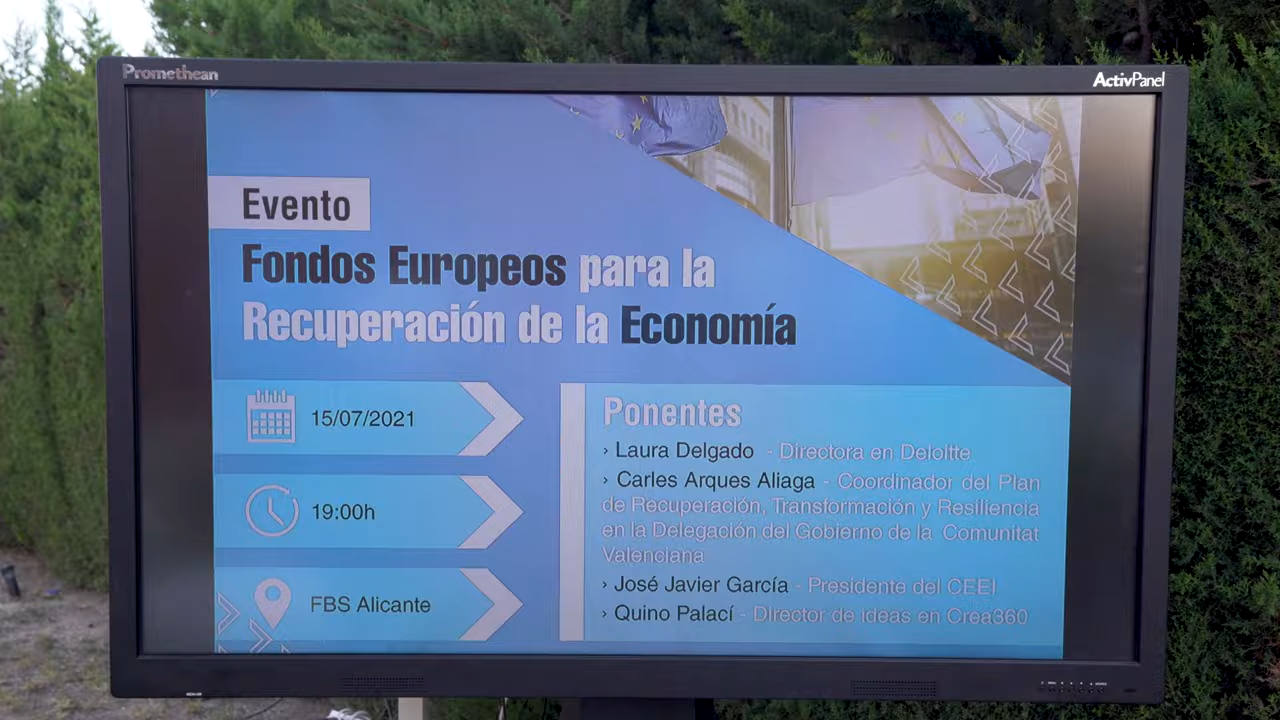 Promethean
ActivPanel
Evento
Fondos Europeos para la
Recuperación de la Economía
15/07/2021
19:00h
FBS Alicante
Ponentes
› Laura Delgado - Directora en Deloitte
› Carles Arques Aliaga - Coordinador del Plan
de Recuperación, Transformación y Resiliencia
en la Delegación del Gobierno de la Comunitat
Valenciana
› José Javier García - Presidente del CEEI
› Quino Palací - Director de ideas en Crea360